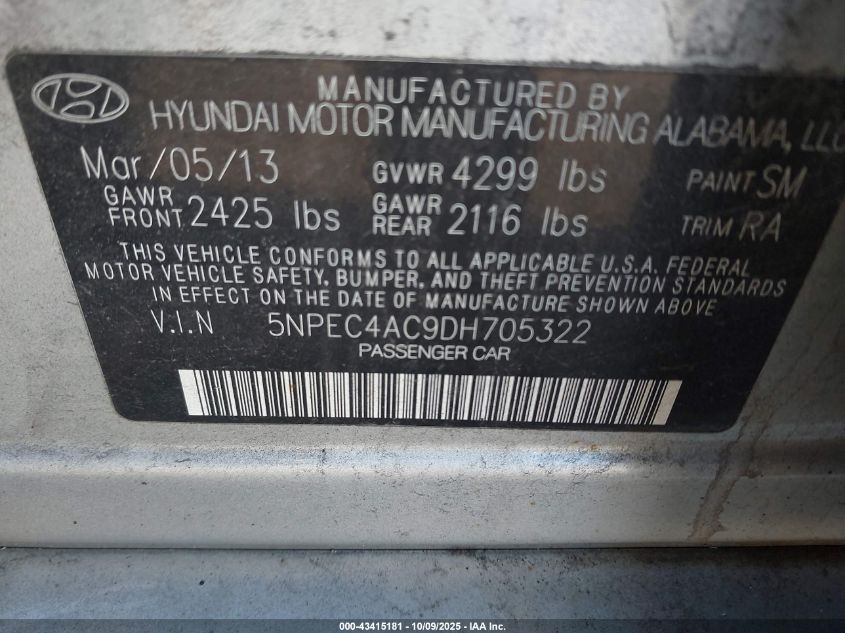 MANUFACTURED BY
HYUNDAI MOTOR MANUFACTURING ALABAMA, LLC
Mar/05/13 GVWR 4299 lbs PAINT SM
GAWR FRONT 2425 lbs GAWR REAR 2116 lbs TRIM RA
THIS VEHICLE CONFORMS TO ALL APPLICABLE U.S.A. FEDERAL
MOTOR VEHICLE SAFETY, BUMPER, AND THEFT PREVENTION STANDARDS
IN EFFECT ON THE DATE OF MANUFACTURE SHOWN ABOVE
V.I.N 5NPEC4AC9DH705322
PASSENGER CAR
000-43415181 - 10/09/2025 - IAA Inc.